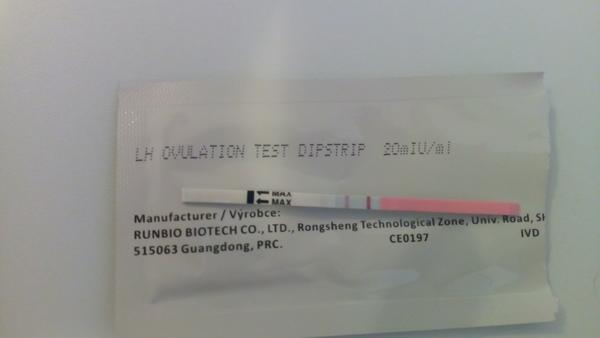 LH OVULATION TEST DIPSTRIP 20mIU/ml
MAX
MAX
Manufacturer / Výrobce:
RUNBIO BIOTECH CO., LTD., Rongsheng Technological Zone, Univ. Road,
515063 Guangdong, PRC. CE0197 IVD